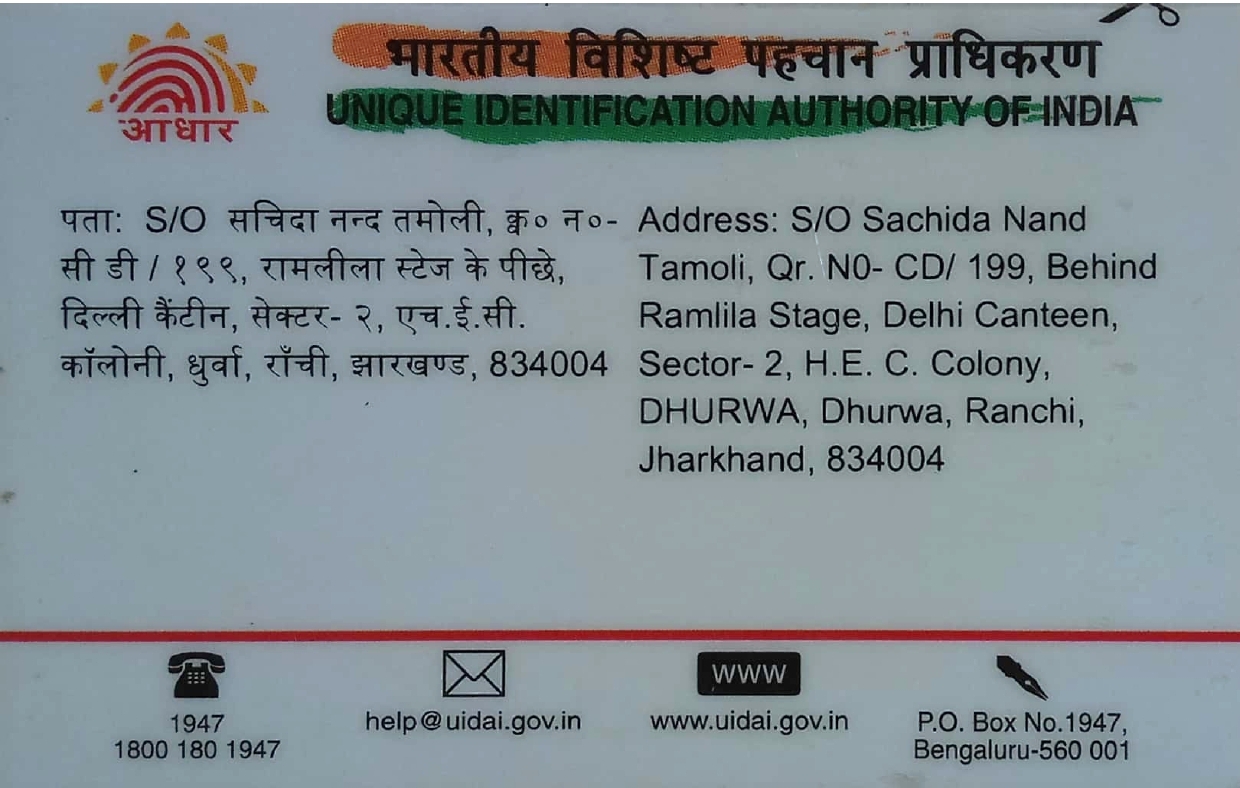 भारतीय विशिष्ट पहचान प्राधिकरण
UNIQUE IDENTIFICATION AUTHORITY OF INDIA
आधार
पता: S/O सचिदा नन्द तमोली, क्व० न०-
सी डी / १९९, रामलीला स्टेज के पीछे,
दिल्ली कैंटीन, सेक्टर- २, एच.ई.सी.
कॉलोनी, धुर्वा, राँची, झारखण्ड, 834004
Address: S/O Sachida Nand
Tamoli, Qr. N0- CD/ 199, Behind
Ramlila Stage, Delhi Canteen,
Sector- 2, H.E. C. Colony,
DHURWA, Dhurwa, Ranchi,
Jharkhand, 834004
1947
1800 180 1947
help@uidai.gov.in
www
www.uidai.gov.in
P.O. Box No.1947,
Bengaluru-560 001